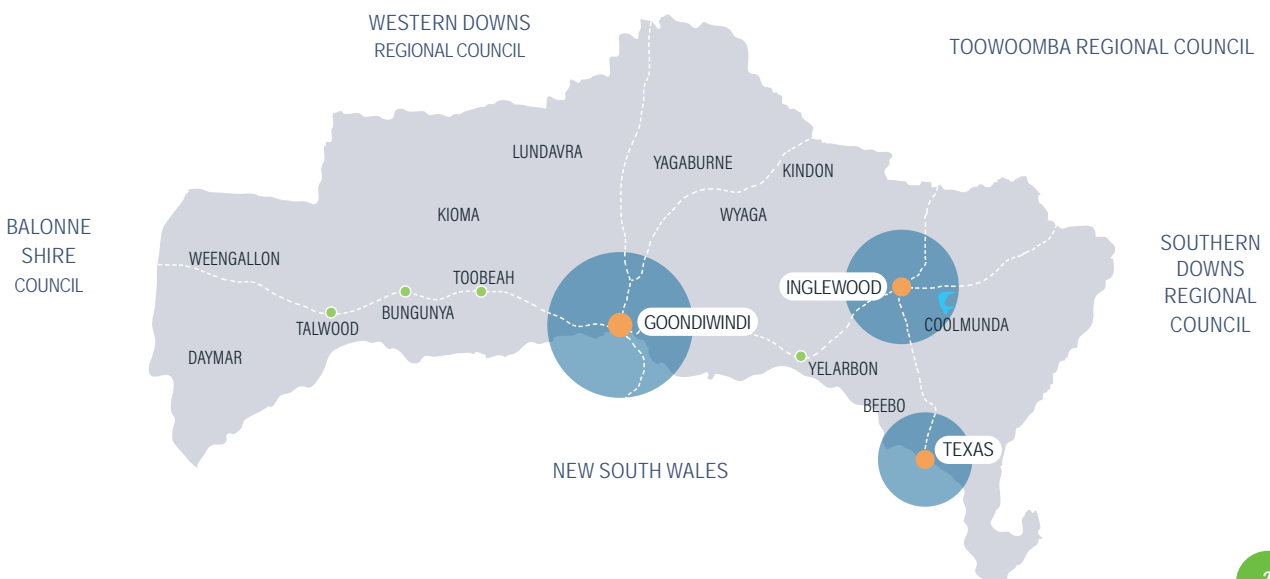 WESTERN DOWNS
REGIONAL COUNCIL
TOOWOOMBA REGIONAL COUNCIL
LUNDAVRA
YAGABURNE
KINDON
KIOMA
WYAGA
BALONNE
SHIRE
COUNCIL
WEENGALLON
TOOBEAH
INGLEWOOD
SOUTHERN
DOWNS
REGIONAL
COUNCIL
BUNGUNYA
TALWOOD
GOONDIWINDI
COOLMUNDA
DAYMAR
YELARBON
BEEBO
TEXAS
NEW SOUTH WALES